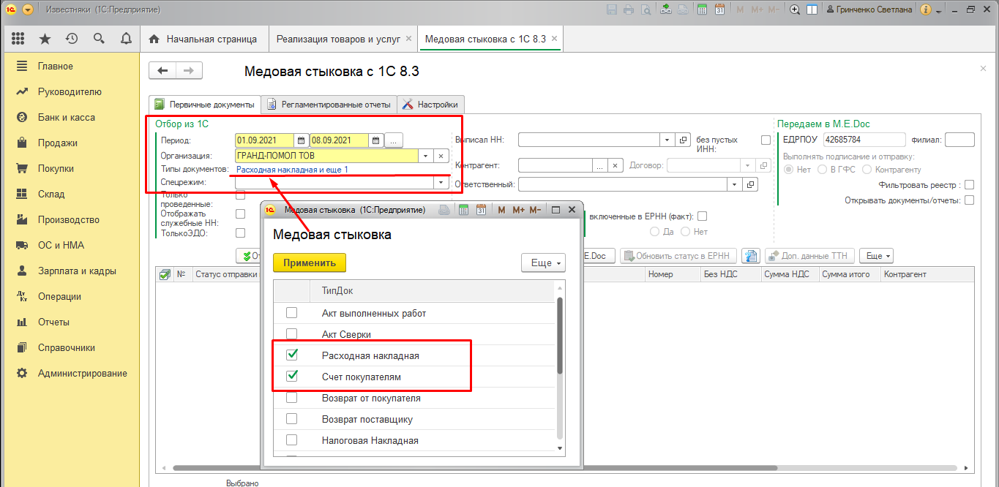 Известняки (1С:Предприятие)
M M+ M-
Гринченко Светлана
Начальная страница
Реализация товаров и услуг ×
Медовая стыковка с 1С 8.3 ×
Главное
Руководителю
Банк и касса
Продажи
Покупки
Склад
Производство
ОС и НМА
Зарплата и кадры
Операции
Отчеты
Справочники
Администрирование
Медовая стыковка с 1С 8.3
Первичные документы
Регламентированные отчеты
Настройки
Отбор из 1С
Период: 01.09.2021 08.09.2021 ...
Организация: ГРАНД-ПОМОЛ ТОВ
Типы документов: Расходная накладная и еще 1
Спецрежим:
Только
проведенные:
Отображать
служебные НН:
ТолькоЭДО:
Выписал НН:
без пустых
ИНН:
Контрагент: ... × Договор:
Ответственный:
включенные в ЕРНН (факт):
Да Нет
Передаем в M.E.Doc
ЕДРПОУ 42685784 филиал:
Выполнять подписание и отправку:
Нет В ГФС Контрагенту
Фильтровать реестр :
Открывать документы/отчеты:
E.Doc
Обновить статус в ЕРНН
Доп. данные ТТН
Еще
№ Статус отправки
Номер Без НДС Сумма НДС Сумма итого Контрагент
Медовая стыковка (1С:Предприятие)
M M+ M-
Медовая стыковка
Применить
Еще
ТипДок
Акт выполненных работ
Акт Сверки
Расходная накладная
Счет покупателям
Возврат от покупателя
Возврат поставщику
Налоговая Накладная
Выбрано